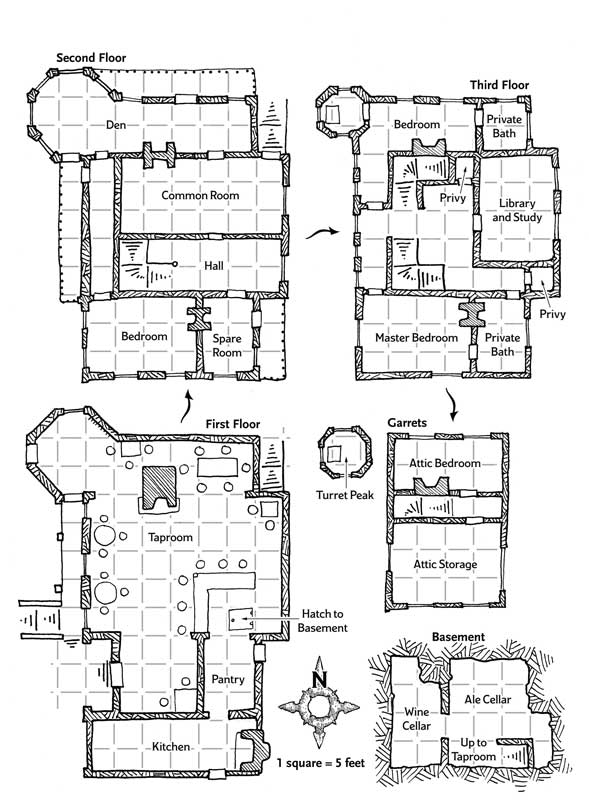 Second Floor
Den
Common Room
Hall
Bedroom
Spare
Room
Third Floor
Bedroom
Private
Bath
Privy
Library
and Study
Privy
Master Bedroom
Private
Bath
First Floor
Taproom
Hatch to
Basement
Pantry
Kitchen
Garrets
Turret Peak
Attic Bedroom
Attic Storage
N
1 square = 5 feet
Basement
Wine
Cellar
Ale Cellar
Up to
Taproom